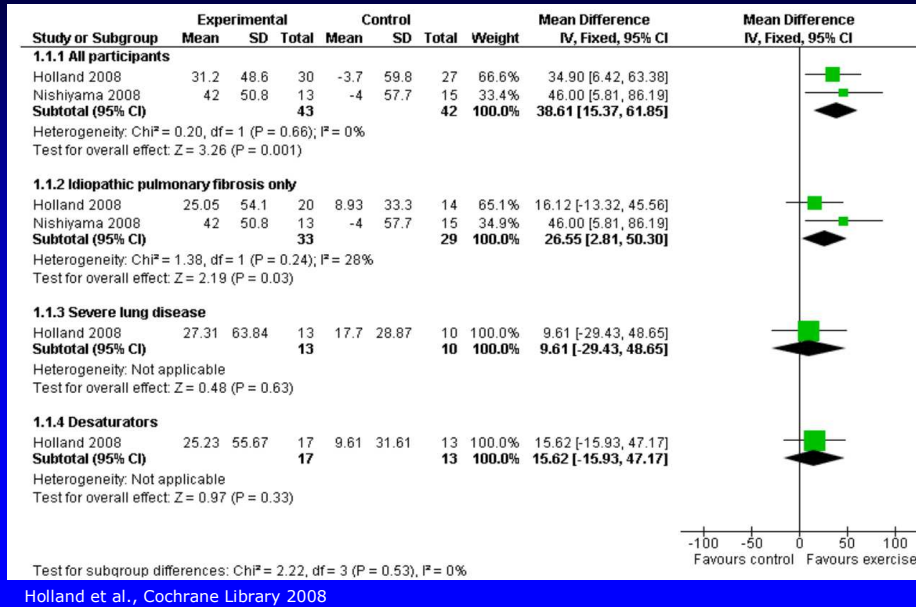 Experimental Control Mean Difference Mean Difference
Study or Subgroup Mean SD Total Mean SD Total Weight IV, Fixed, 95% CI IV, Fixed, 95% CI
1.1.1 All participants
Holland 2008 31.2 48.6 30 -3.7 59.8 27 66.6% 34.90 [6.42, 63.38]
Nishiyama 2008 42 50.8 13 -4 57.7 15 33.4% 46.00 [5.81, 86.19]
Subtotal (95% CI) 43 42 100.0% 38.61 [15.37, 61.85]
Heterogeneity: Chi² = 0.20, df = 1 (P = 0.66); I² = 0%
Test for overall effect: Z = 3.26 (P = 0.001)
1.1.2 Idiopathic pulmonary fibrosis only
Holland 2008 25.05 54.1 20 8.93 33.3 14 65.1% 16.12 [-13.32, 45.56]
Nishiyama 2008 42 50.8 13 -4 57.7 15 34.9% 46.00 [5.81, 86.19]
Subtotal (95% CI) 33 29 100.0% 26.55 [2.81, 50.30]
Heterogeneity: Chi² = 1.38, df = 1 (P = 0.24); I² = 28%
Test for overall effect: Z = 2.19 (P = 0.03)
1.1.3 Severe lung disease
Holland 2008 27.31 63.84 13 17.7 28.87 10 100.0% 9.61 [-29.43, 48.65]
Subtotal (95% CI) 13 10 100.0% 9.61 [-29.43, 48.65]
Heterogeneity: Not applicable
Test for overall effect: Z = 0.48 (P = 0.63)
1.1.4 Desaturators
Holland 2008 25.23 55.67 17 9.61 31.61 13 100.0% 15.62 [-15.93, 47.17]
Subtotal (95% CI) 17 13 100.0% 15.62 [-15.93, 47.17]
Heterogeneity: Not applicable
Test for overall effect: Z = 0.97 (P = 0.33)
-100 -50 0 50 100
Favours control Favours exercise
Test for subgroup differences: Chi² = 2.22, df = 3 (P = 0.53), I² = 0%
Holland et al., Cochrane Library 2008